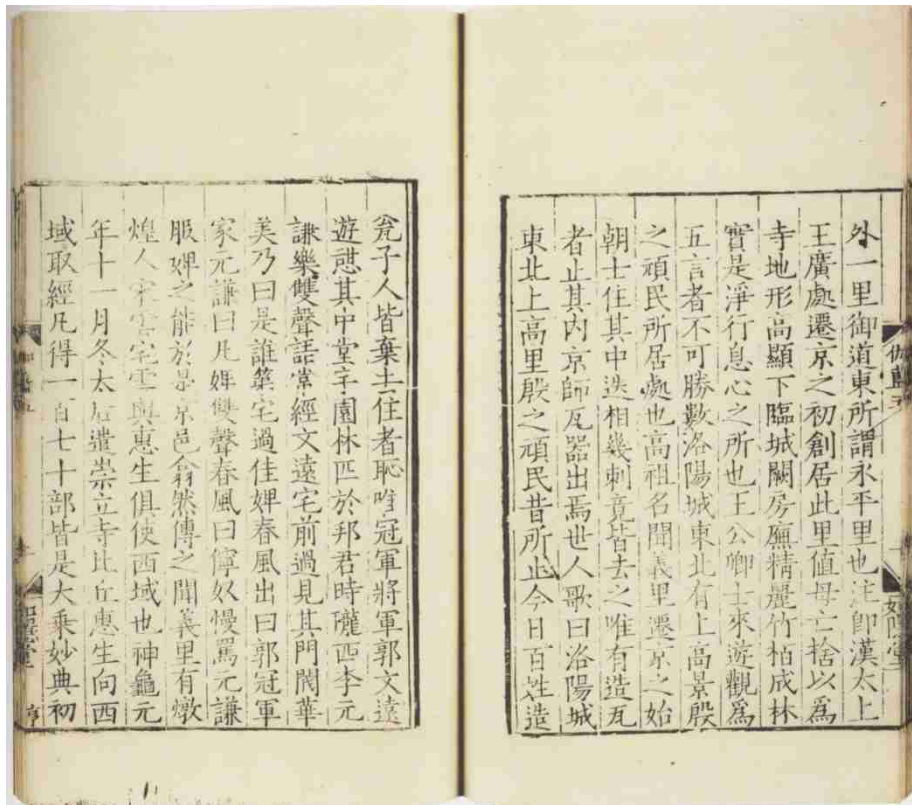 伽藍五
如隱堂
外一里御道東所謂永平里也注卽漢太上
王廣處遷京之初創居此里值母亡捨以爲
寺地形高顯下臨城闕房廡精麗竹栢成林
實是淨行息心之所也王公卿士來遊觀爲
五言者不可勝數洛陽城東北有上高景殷
之頑民所居處也高祖名聞義里遷京之始
朝士住其中迭相幾刺竟皆去之唯有造瓦
者止其內京師瓦器出焉世人歌曰洛陽城
東北上高里殷之頑民昔所止今日百姓造
瓮子人皆棄去住者恥唯冠軍將軍郭文遠
遊憩其中堂宇園林匹於邦君時隴西李元
謙樂雙聲語常經文遠宅前過見其門閥華
美乃曰是誰第宅過佳婢春風出曰郭冠軍
家元謙曰凡婢雙聲春風曰儜奴慢罵元謙
服婢之能於是京邑翕然傳之聞義里有燉
煌人宋雲宅雲與惠生俱使西域也神龜元
年十一月冬太后遣崇立寺比丘惠生向西
域取經凡得一百七十部皆是大乘妙典初
如隱堂